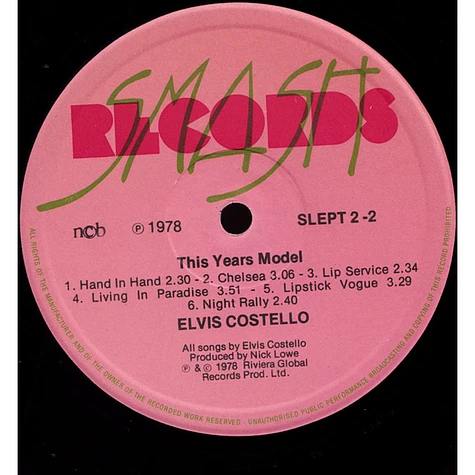 SMASH
RECORDS
ncb ℗ 1978 SLEPT 2-2
This Years Model
1. Hand In Hand 2.30 - 2. Chelsea 3.06 - 3. Lip Service 2.34
4. Living In Paradise 3.51 - 5. Lipstick Vogue 3.29
6. Night Rally 2.40
ELVIS COSTELLO
All songs by Elvis Costello
Produced by Nick Lowe
℗ & © 1978 Riviera Global
Records Prod. Ltd.
ALL RIGHTS OF THE MANUFACTURER AND OF THE OWNER OF THE RECORDED WORK RESERVED · UNAUTHORISED PUBLIC PERFORMANCE BROADCASTING AND COPYING OF THIS RECORD PROHIBITED